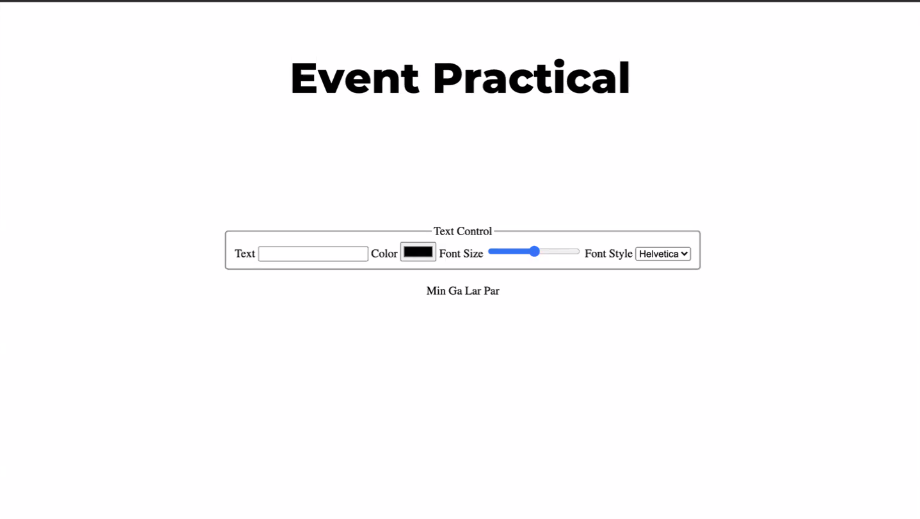 Event Practical
Text Control
Text Color Font Size Font Style Helvetica
Min Ga Lar Par